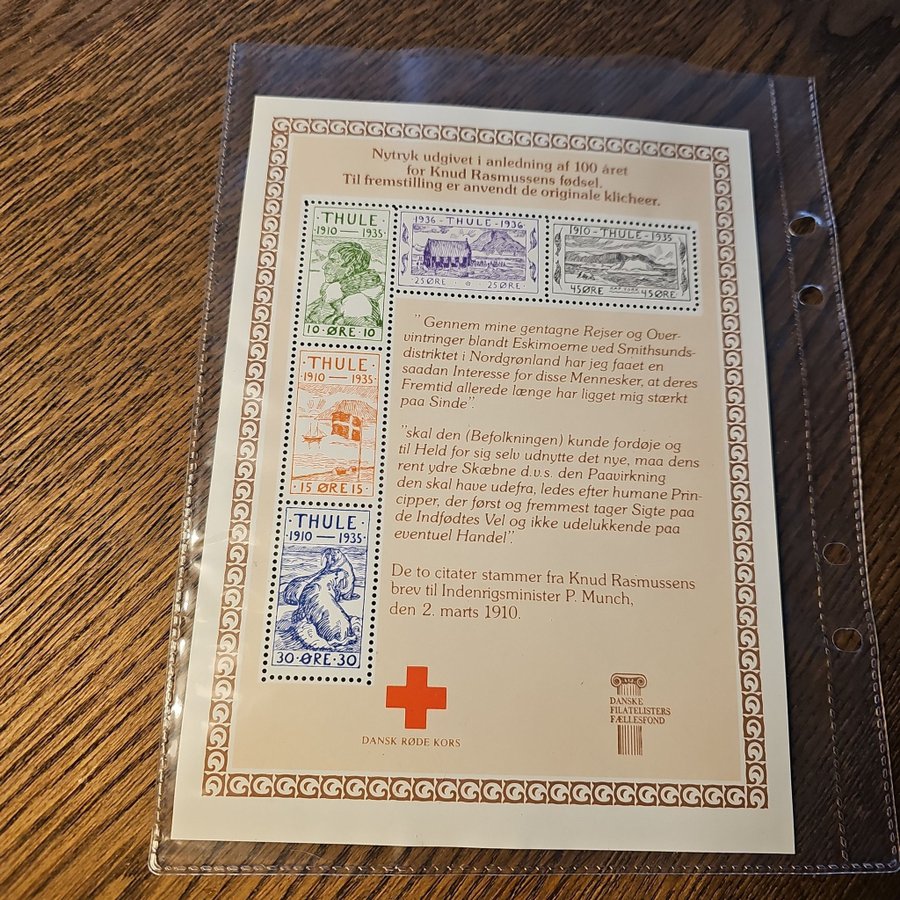 Nytryk udgivet i anledning af 100 året
for Knud Rasmussens fødsel.
Til fremstilling er anvendt de originale klicheer.
THULE
1910 — 1935
10 · ØRE · 10
1936 - THULE - 1936
25 ØRE 25 ØRE
1910 - THULE - 1935
CAP YORK
45 ØRE 45 ØRE
THULE
1910 — 1935
15 ØRE 15
THULE
· 1910 — 1935 ·
30 · ØRE · 30
” Gennem mine gentagne Rejser og Over-
vintringer blandt Eskimoerne ved Smithsunds-
distriktet i Nordgrønland har jeg faaet en
saadan Interesse for disse Mennesker, at deres
Fremtid allerede længe har ligget mig stærkt
paa Sinde”.
”skal den (Befolkningen) kunde fordøje og
til Held for sig selv udnytte det nye, maa dens
rent ydre Skæbne d.v.s. den Paavirkning
den skal have udefra, ledes efter humane Prin-
cipper, der først og fremmest tager Sigte paa
de Indfødtes Vel og ikke udelukkende paa
eventuel Handel”.
De to citater stammer fra Knud Rasmussens
brev til Indenrigsminister P. Munch,
den 2. marts 1910.
DANSK RØDE KORS
DANSKE
FILATELISTERS
FÆLLESFOND